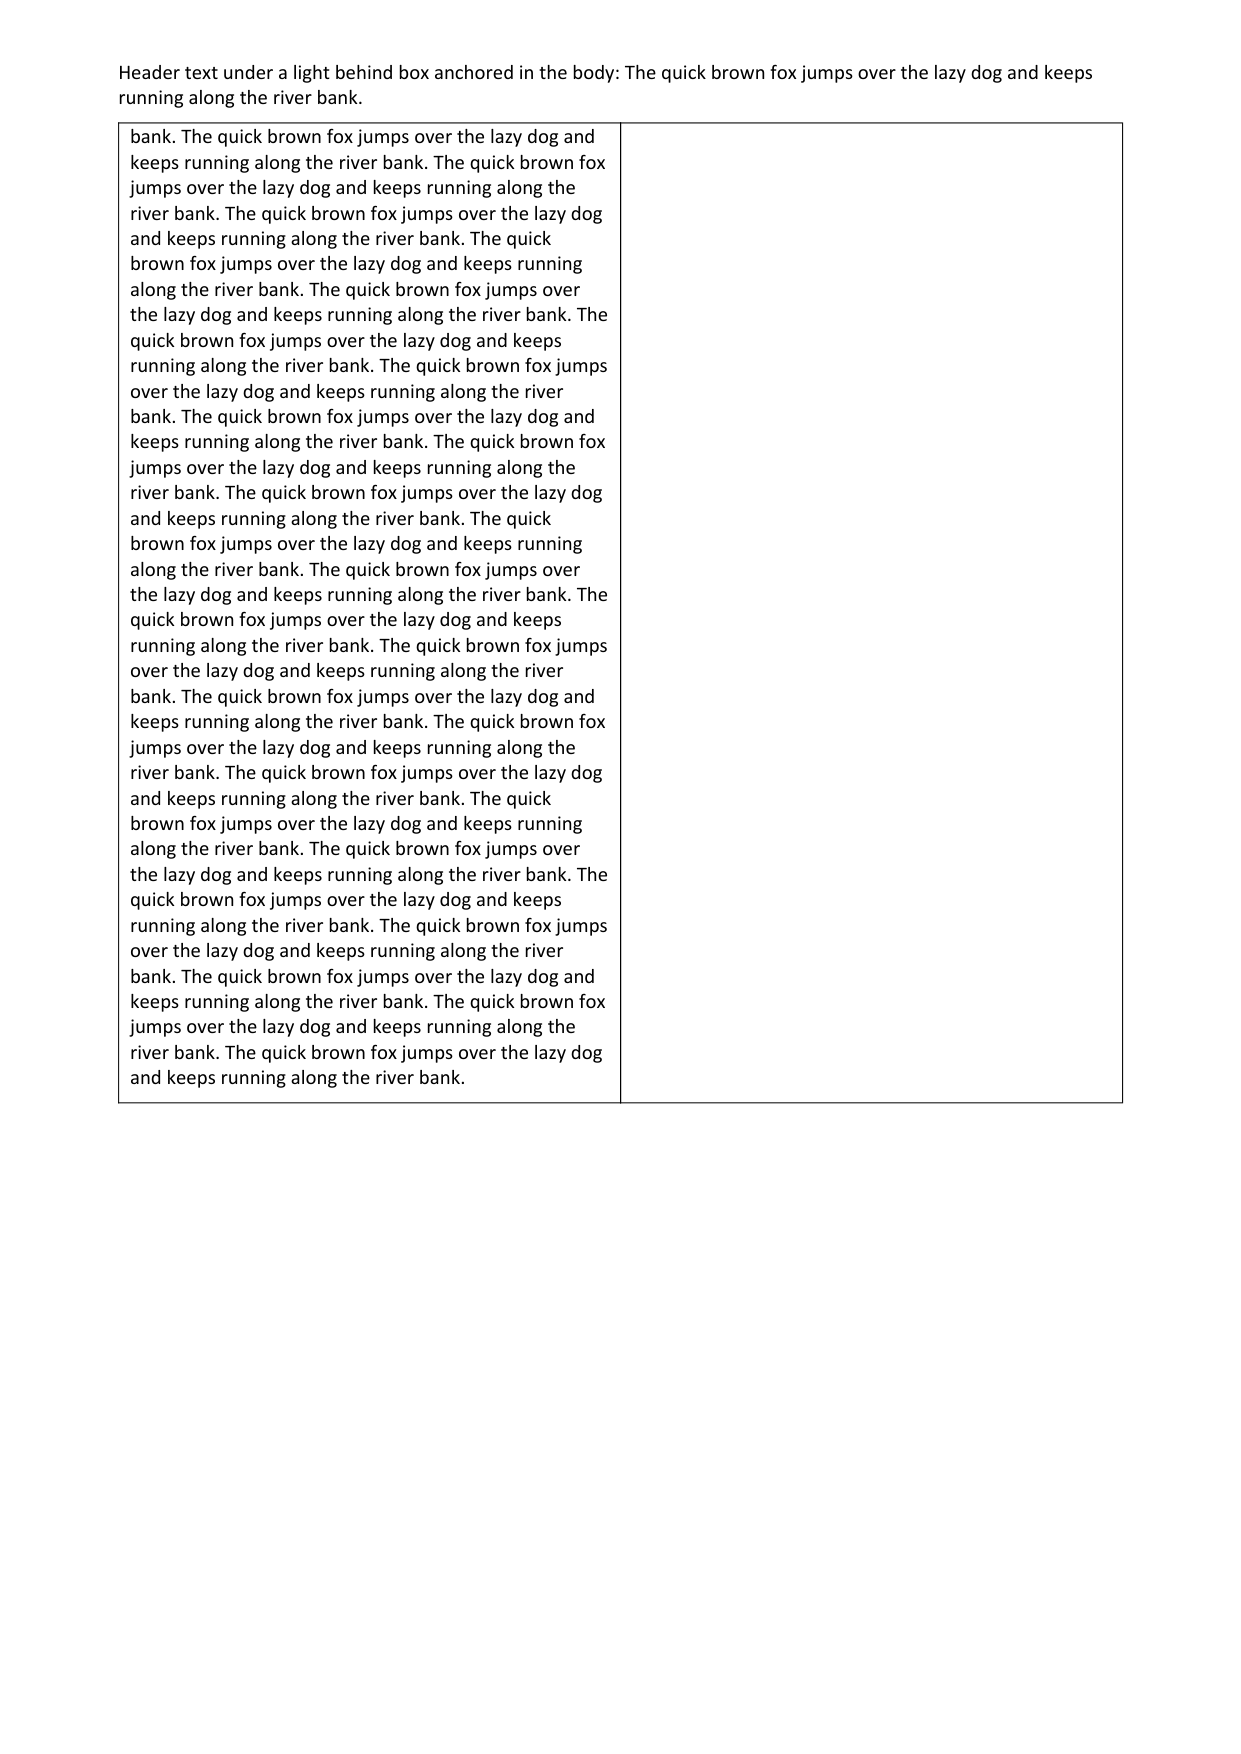 Header text under a light behind box anchored in the body: The quick brown fox jumps over the lazy dog and keeps
running along the river bank.
bank. The quick brown fox jumps over the lazy dog and
keeps running along the river bank. The quick brown fox
jumps over the lazy dog and keeps running along the
river bank. The quick brown fox jumps over the lazy dog
and keeps running along the river bank. The quick
brown fox jumps over the lazy dog and keeps running
along the river bank. The quick brown fox jumps over
the lazy dog and keeps running along the river bank. The
quick brown fox jumps over the lazy dog and keeps
running along the river bank. The quick brown fox jumps
over the lazy dog and keeps running along the river
bank. The quick brown fox jumps over the lazy dog and
keeps running along the river bank. The quick brown fox
jumps over the lazy dog and keeps running along the
river bank. The quick brown fox jumps over the lazy dog
and keeps running along the river bank. The quick
brown fox jumps over the lazy dog and keeps running
along the river bank. The quick brown fox jumps over
the lazy dog and keeps running along the river bank. The
quick brown fox jumps over the lazy dog and keeps
running along the river bank. The quick brown fox jumps
over the lazy dog and keeps running along the river
bank. The quick brown fox jumps over the lazy dog and
keeps running along the river bank. The quick brown fox
jumps over the lazy dog and keeps running along the
river bank. The quick brown fox jumps over the lazy dog
and keeps running along the river bank. The quick
brown fox jumps over the lazy dog and keeps running
along the river bank. The quick brown fox jumps over
the lazy dog and keeps running along the river bank. The
quick brown fox jumps over the lazy dog and keeps
running along the river bank. The quick brown fox jumps
over the lazy dog and keeps running along the river
bank. The quick brown fox jumps over the lazy dog and
keeps running along the river bank. The quick brown fox
jumps over the lazy dog and keeps running along the
river bank. The quick brown fox jumps over the lazy dog
and keeps running along the river bank.